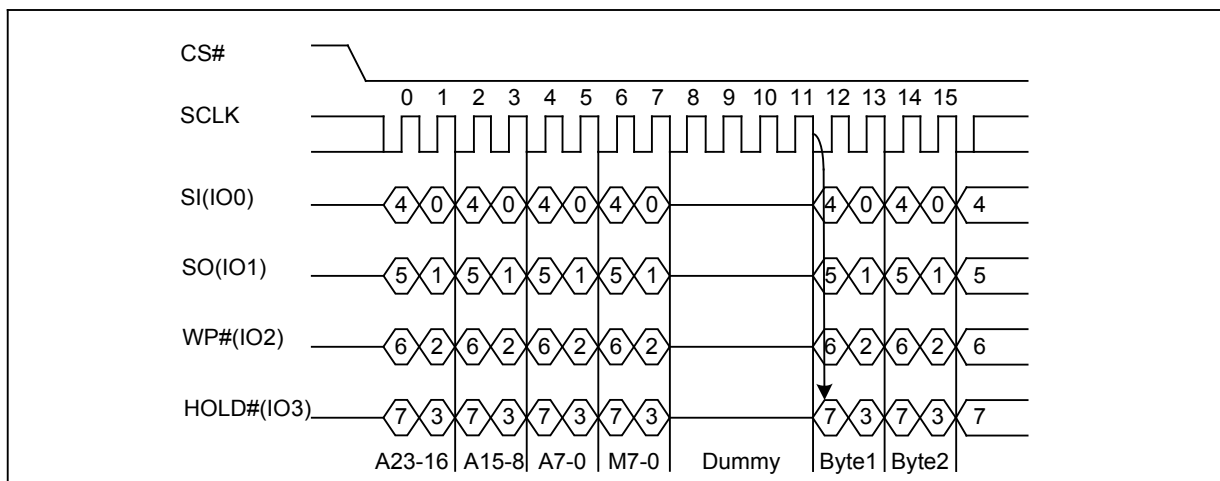 CS#
0 1 2 3 4 5 6 7 8 9 10 11 12 13 14 15
SCLK
SI(IO0) 4 0 4 0 4 0 4 0 4 0 4 0 4
SO(IO1) 5 1 5 1 5 1 5 1 5 1 5 1 5
WP#(IO2) 6 2 6 2 6 2 6 2 6 2 6 2 6
HOLD#(IO3) 7 3 7 3 7 3 7 3 7 3 7 3 7
A23-16 A15-8 A7-0 M7-0 Dummy Byte1 Byte2